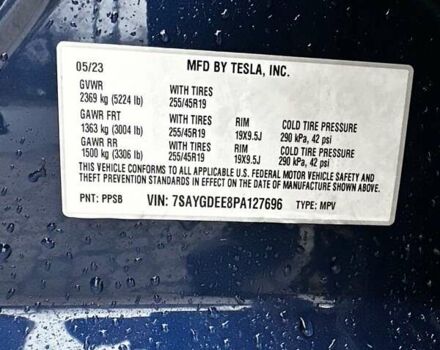 05/23 MFD BY TESLA, INC.
GVWR WITH TIRES
2369 kg (5224 lb) 255/45R19
GAWR FRT WITH TIRES RIM COLD TIRE PRESSURE
1363 kg (3004 lb) 255/45R19 19X9.5J 290 kPa, 42 psi
GAWR RR WITH TIRES RIM COLD TIRE PRESSURE
1500 kg (3306 lb) 255/45R19 19X9.5J 290 kPa, 42 psi
THIS VEHICLE CONFORMS TO ALL APPLICABLE U.S. FEDERAL MOTOR VEHICLE SAFETY AND
THEFT PREVENTION STANDARDS IN EFFECT ON THE DATE OF MANUFACTURE SHOWN ABOVE.
PNT: PPSB VIN: 7SAYGDEE8PA127696 TYPE: MPV